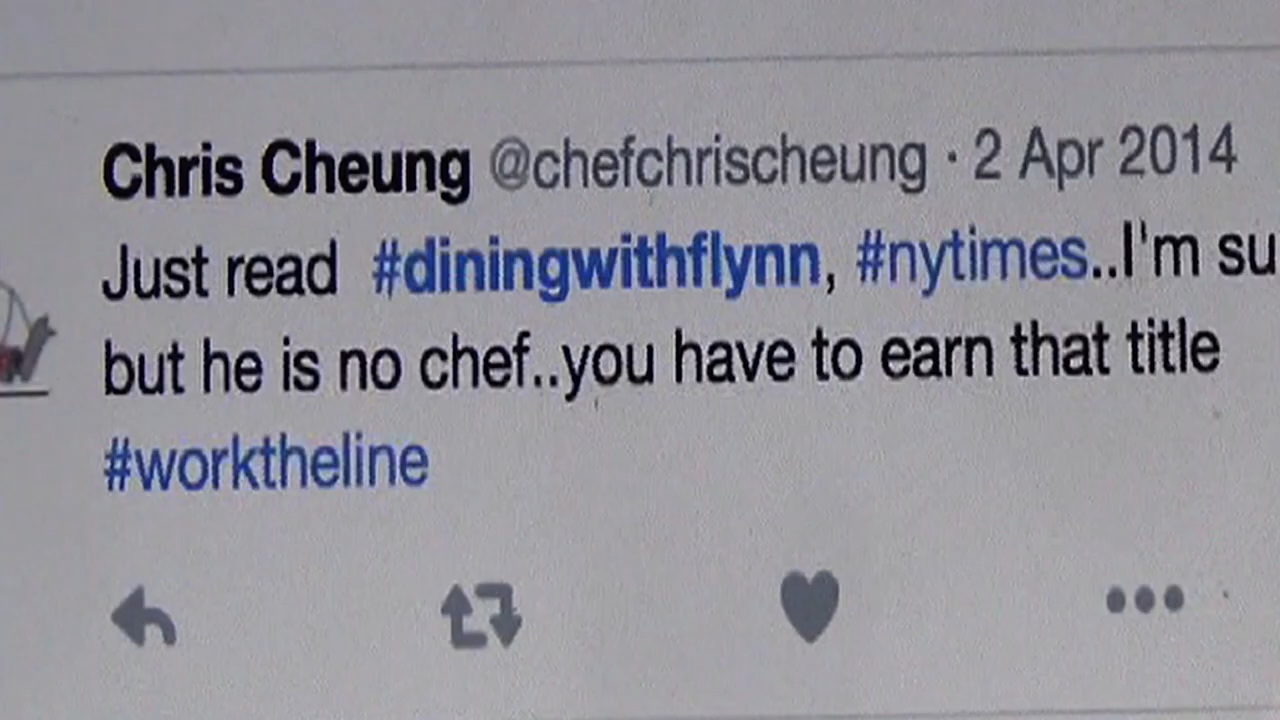 Chris Cheung @chefchrischeung · 2 Apr 2014
Just read #diningwithflynn, #nytimes..I'm su
but he is no chef..you have to earn that title
#worktheline